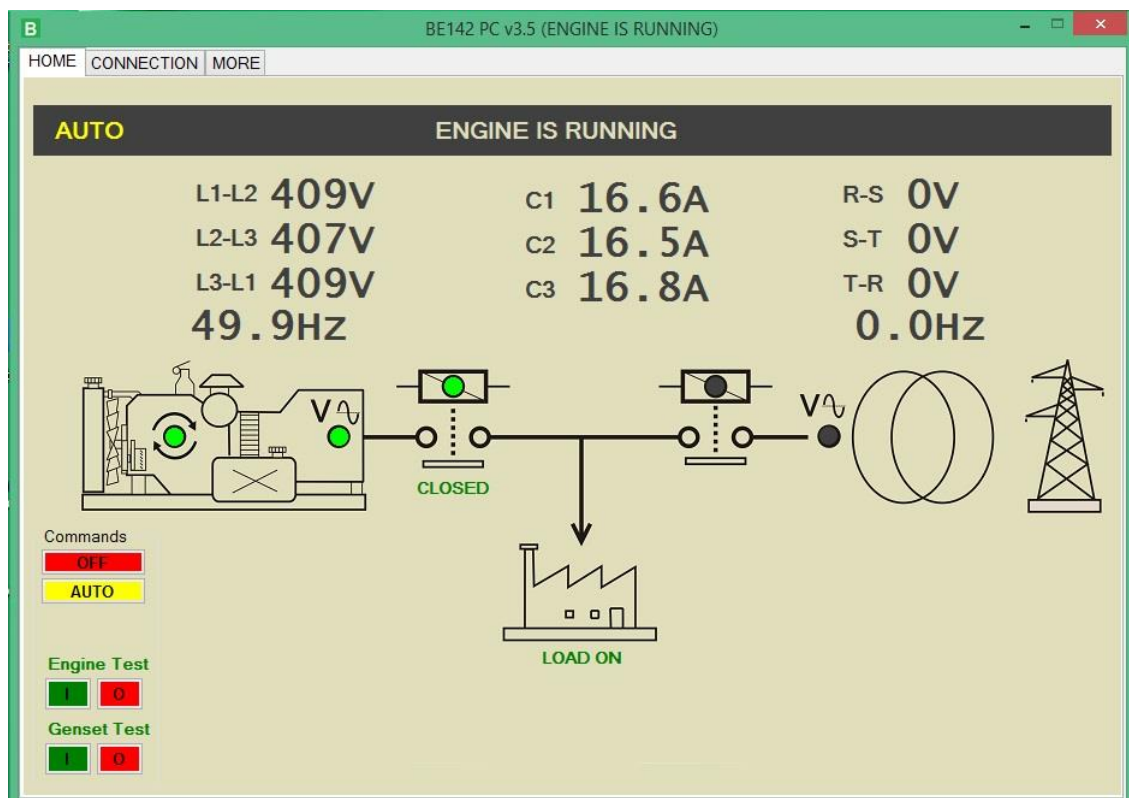 B BE142 PC v3.5 (ENGINE IS RUNNING)
HOME CONNECTION MORE
AUTO ENGINE IS RUNNING
L1-L2 409V C1 16.6A R-S 0V
L2-L3 407V C2 16.5A S-T 0V
L3-L1 409V C3 16.8A T-R 0V
49.9Hz 0.0Hz
V V
CLOSED
Commands
OFF
AUTO
LOAD ON
Engine Test
I O
Genset Test
I O